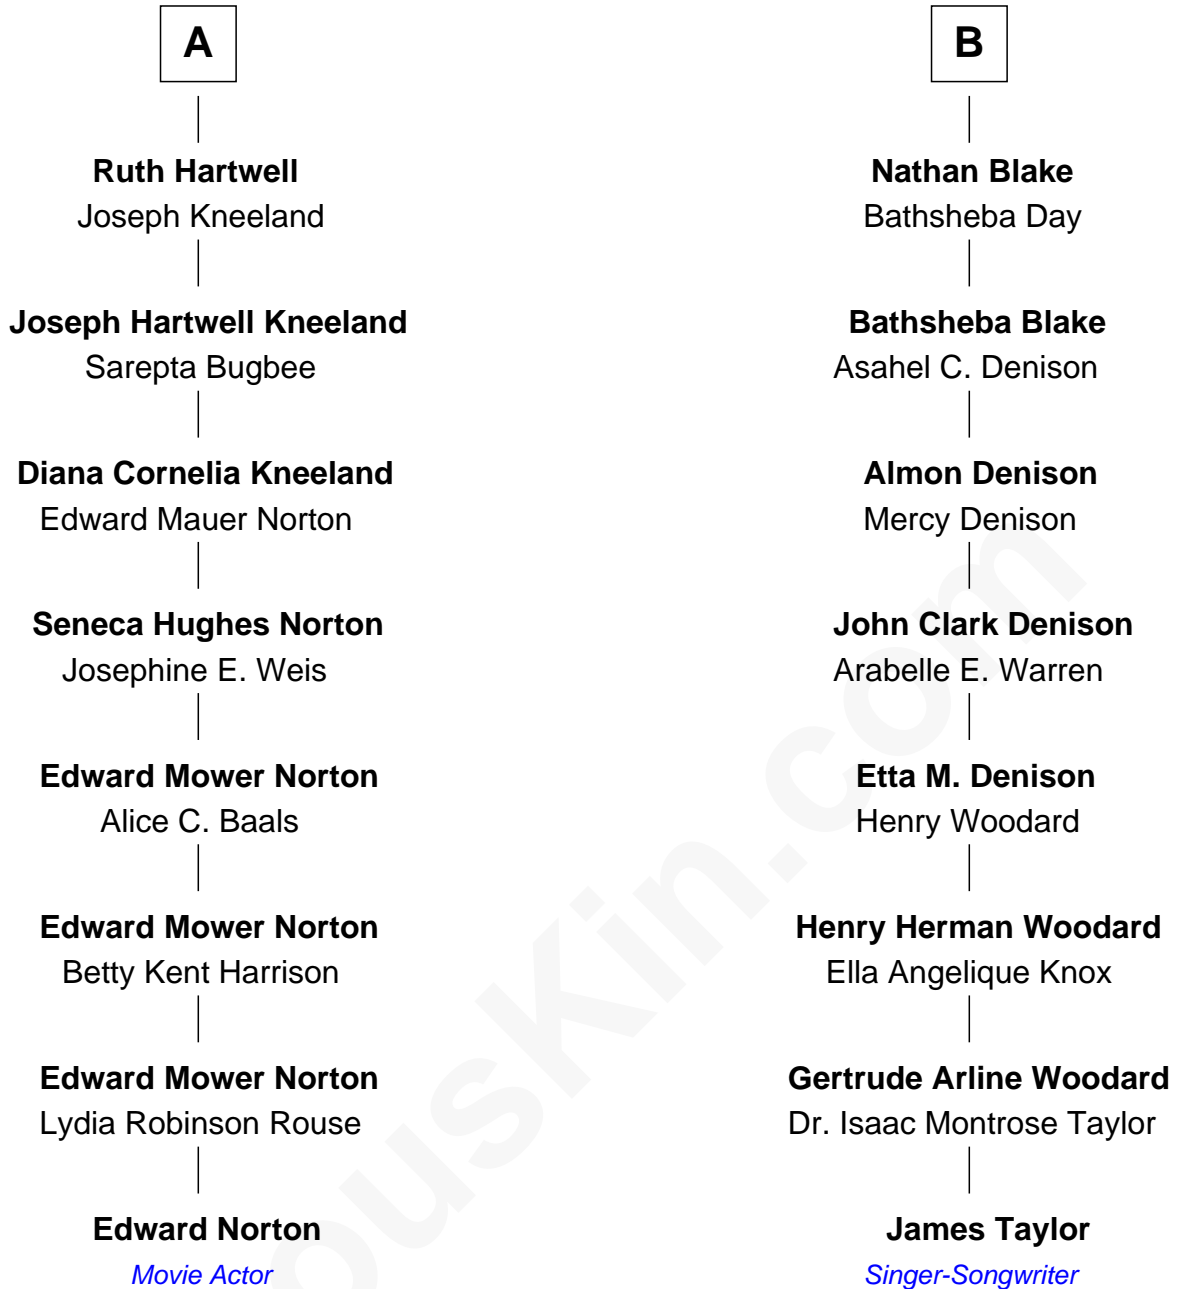 A
Ruth Hartwell
Joseph Kneeland
Joseph Hartwell Kneeland
Sarepta Bugbee
Diana Cornelia Kneeland
Edward Mauer Norton
Seneca Hughes Norton
Josephine E. Weis
Edward Mower Norton
Alice C. Baals
Edward Mower Norton
Betty Kent Harrison
Edward Mower Norton
Lydia Robinson Rouse
Edward Norton
Movie Actor
B
Nathan Blake
Bathsheba Day
Bathsheba Blake
Asahel C. Denison
Almon Denison
Mercy Denison
John Clark Denison
Arabelle E. Warren
Etta M. Denison
Henry Woodard
Henry Herman Woodard
Ella Angelique Knox
Gertrude Arline Woodard
Dr. Isaac Montrose Taylor
James Taylor
Singer-Songwriter
ouskin.com